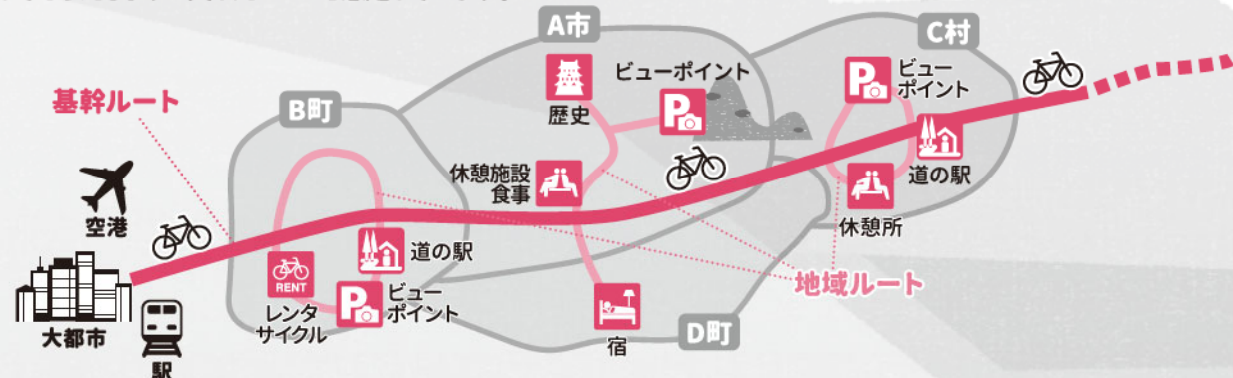 A市
C村
ビューポイント
ビュー
ポイント
基幹ルート
B町
歴史
休憩施設
食事
道の駅
空港
休憩所
道の駅
地域ルート
RENT
レンタ
サイクル
ビュー
ポイント
大都市
宿
D町
駅